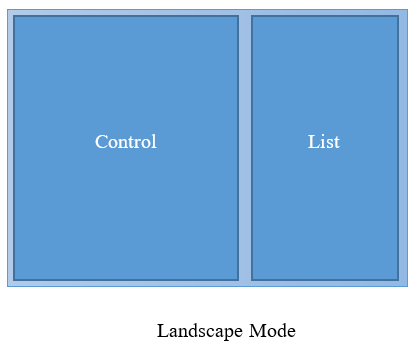 Control
List
Landscape Mode